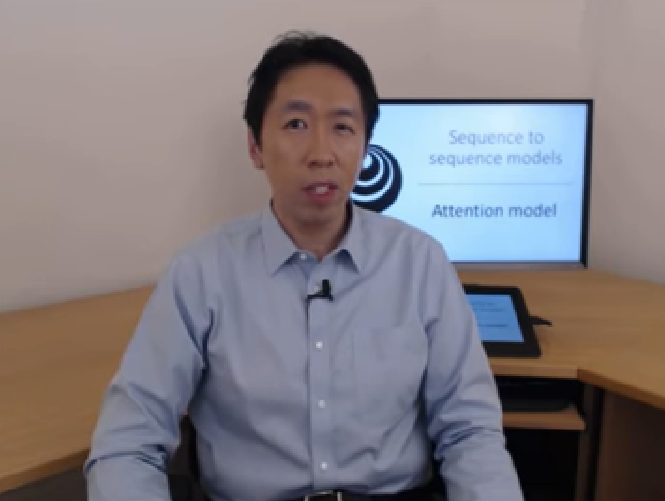 Sequence to
sequence models
Attention model